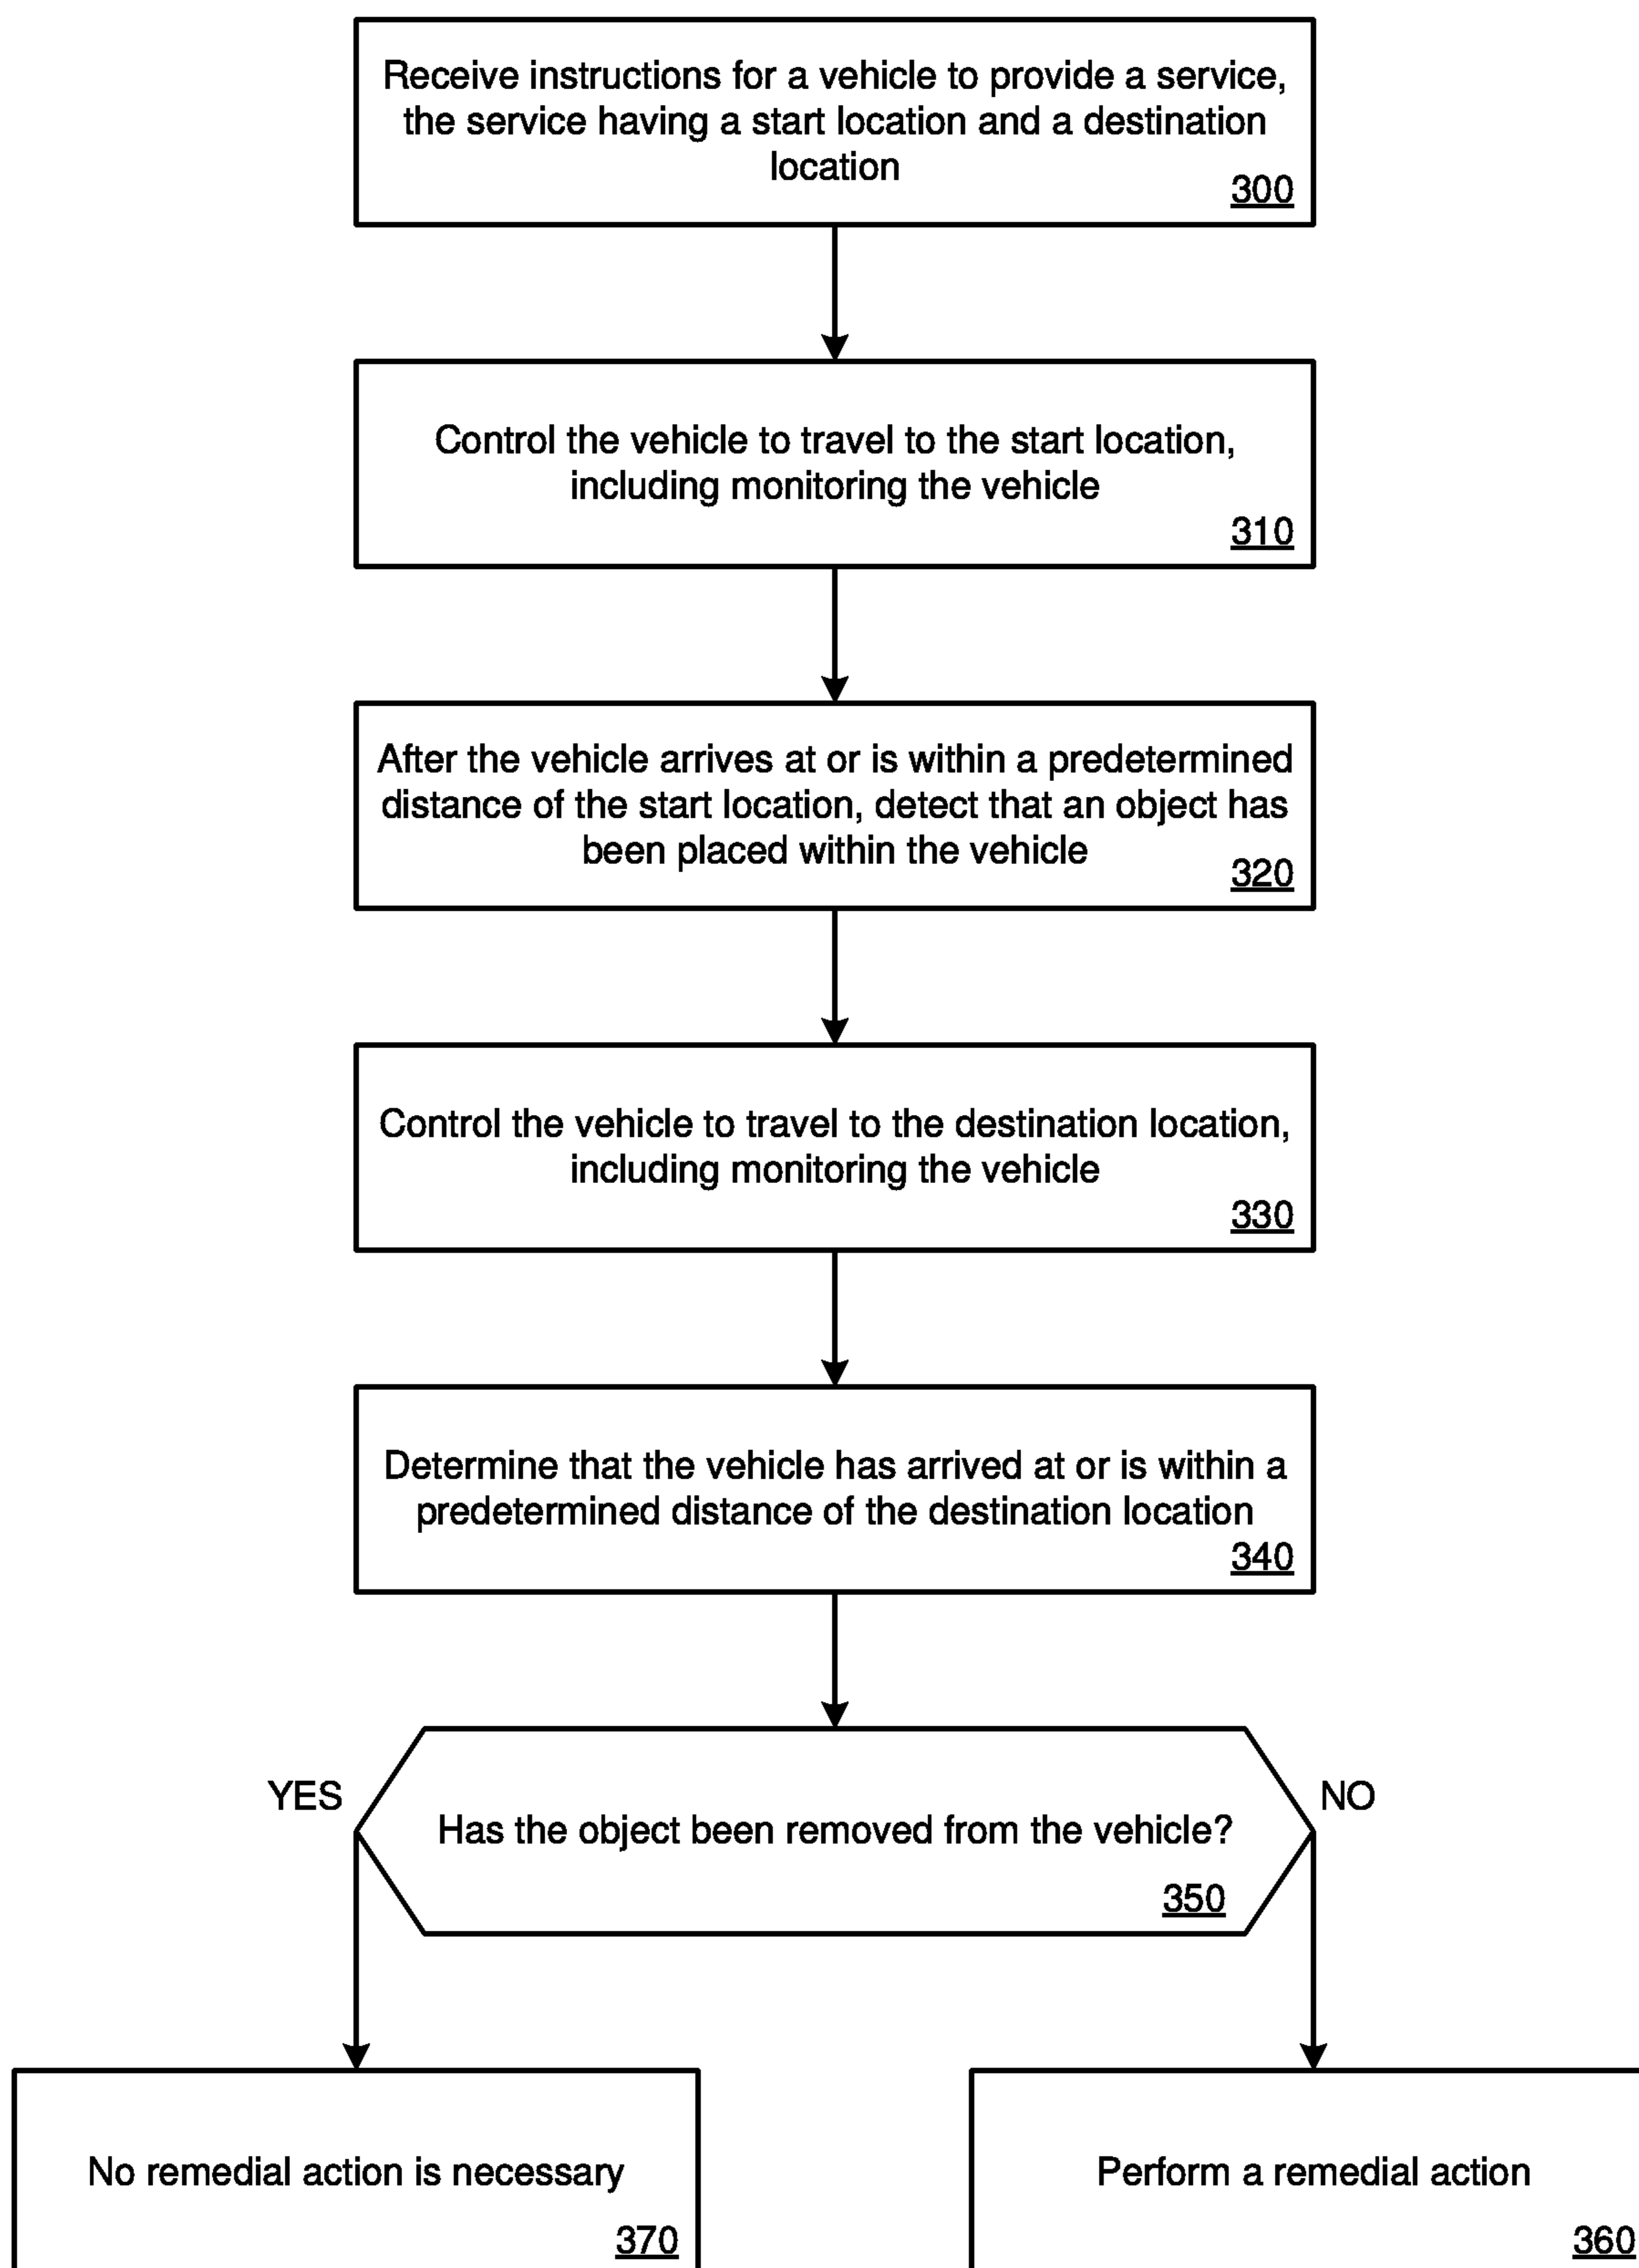 Receive instructions for a vehicle to provide a service,
the service having a start location and a destination
location
300
Control the vehicle to travel to the start location,
including monitoring the vehicle
310
After the vehicle arrives at or is within a predetermined
distance of the start location, detect that an object has
been placed within the vehicle
320
Control the vehicle to travel to the destination location,
including monitoring the vehicle
330
Determine that the vehicle has arrived at or is within a
predetermined distance of the destination location
340
YES
NO
Has the object been removed from the vehicle?
350
No remedial action is necessary
370
Perform a remedial action
360